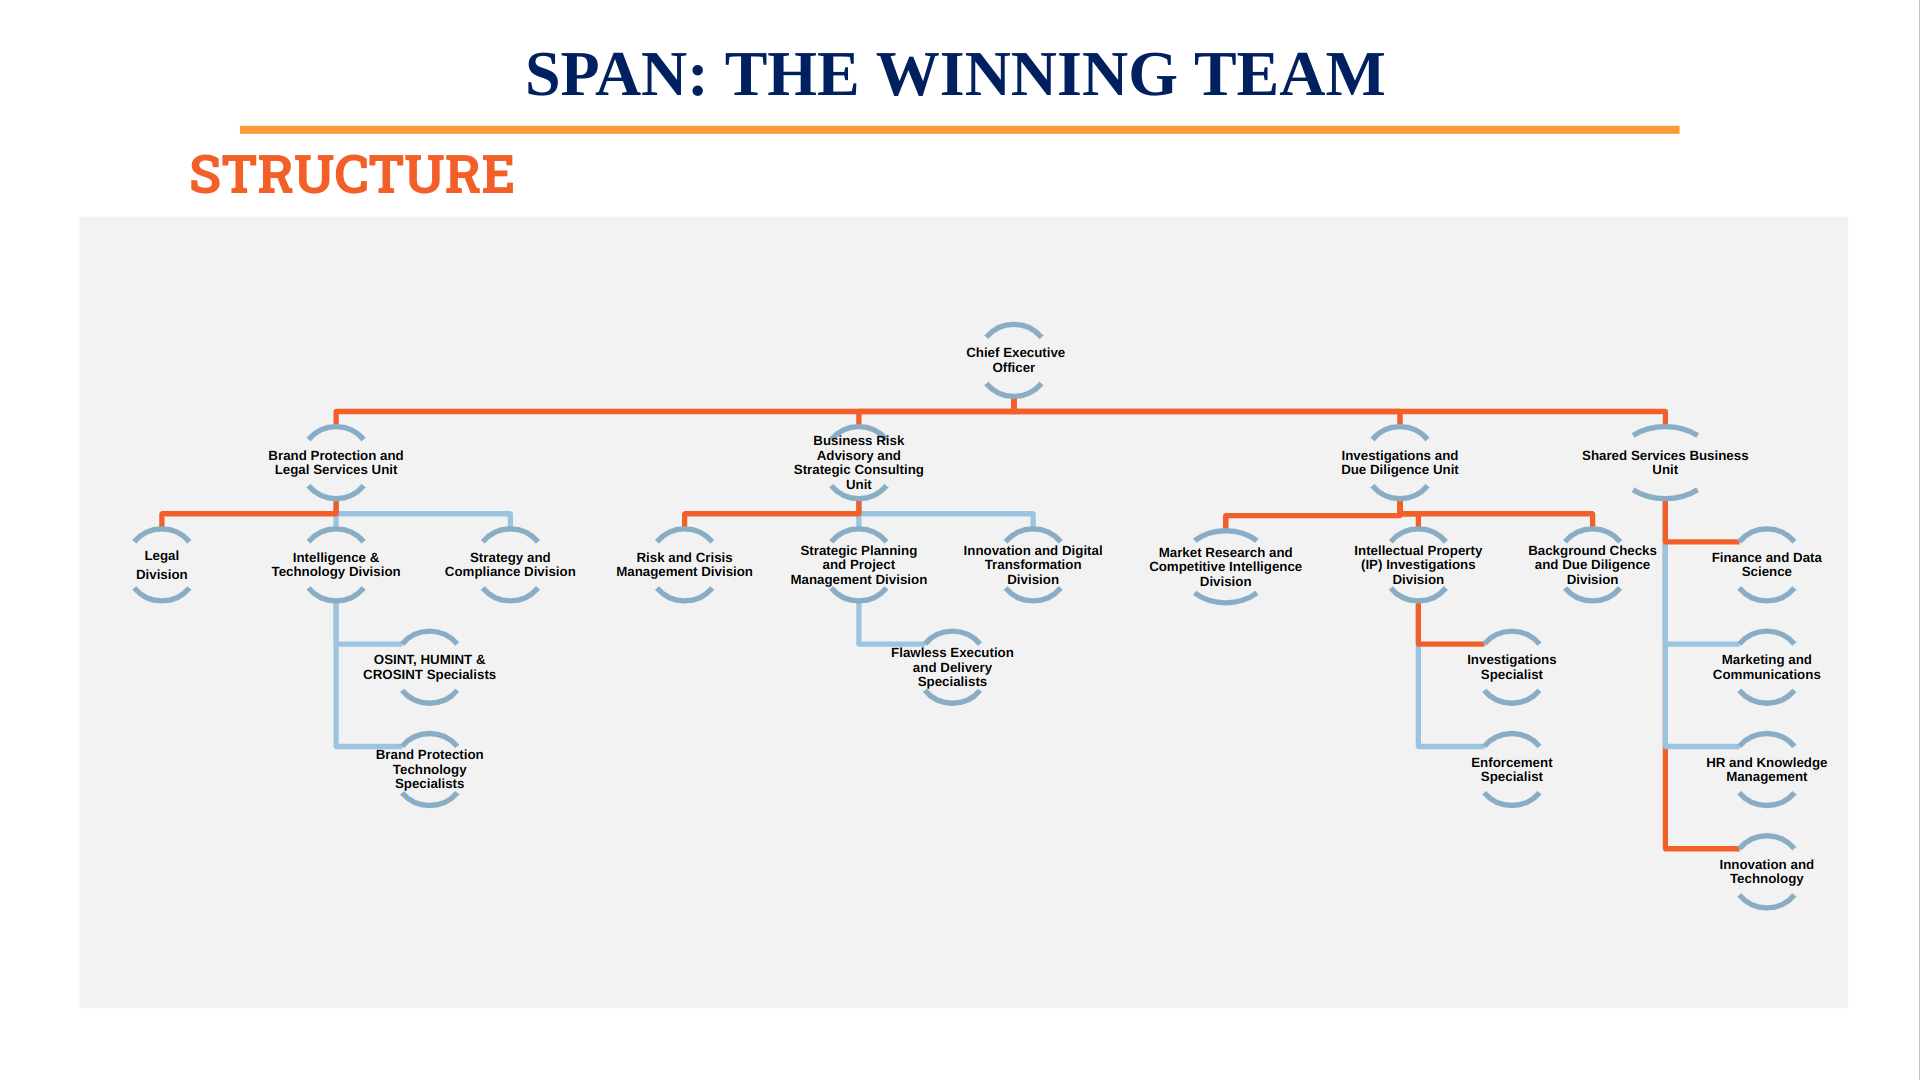 SPAN: THE WINNING TEAM
STRUCTURE
Chief Executive
Officer
Brand Protection and
Legal Services Unit
Business Risk
Advisory and
Strategic Consulting
Unit
Investigations and
Due Diligence Unit
Shared Services Business
Unit
Legal
Division
Intelligence &
Technology Division
Strategy and
Compliance Division
Risk and Crisis
Management Division
Strategic Planning
and Project
Management Division
Innovation and Digital
Transformation
Division
Market Research and
Competitive Intelligence
Division
Intellectual Property
(IP) Investigations
Division
Background Checks
and Due Diligence
Division
Finance and Data
Science
OSINT, HUMINT &
CROSINT Specialists
Flawless Execution
and Delivery
Specialists
Investigations
Specialist
Marketing and
Communications
Brand Protection
Technology
Specialists
Enforcement
Specialist
HR and Knowledge
Management
Innovation and
Technology